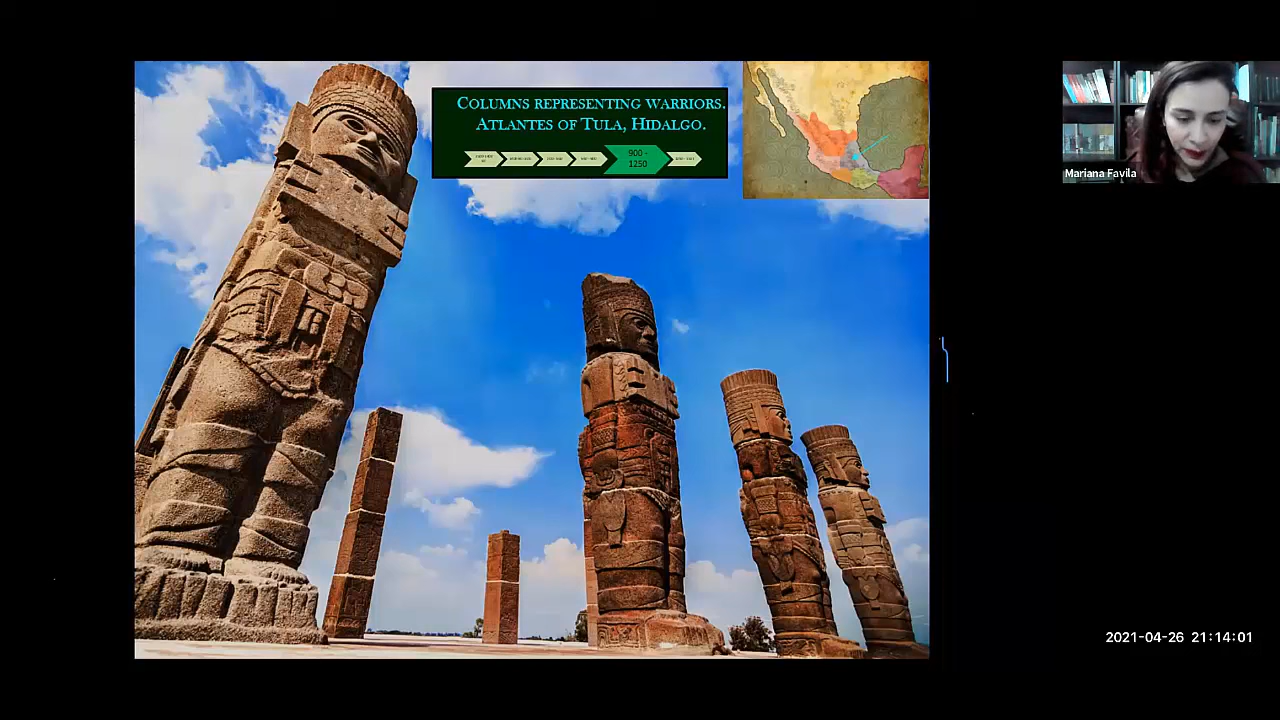 COLUMNS REPRESENTING WARRIORS.
ATLANTES OF TULA, HIDALGO.
900 -
1250
Mariana Favila
2021-04-26 21:14:01